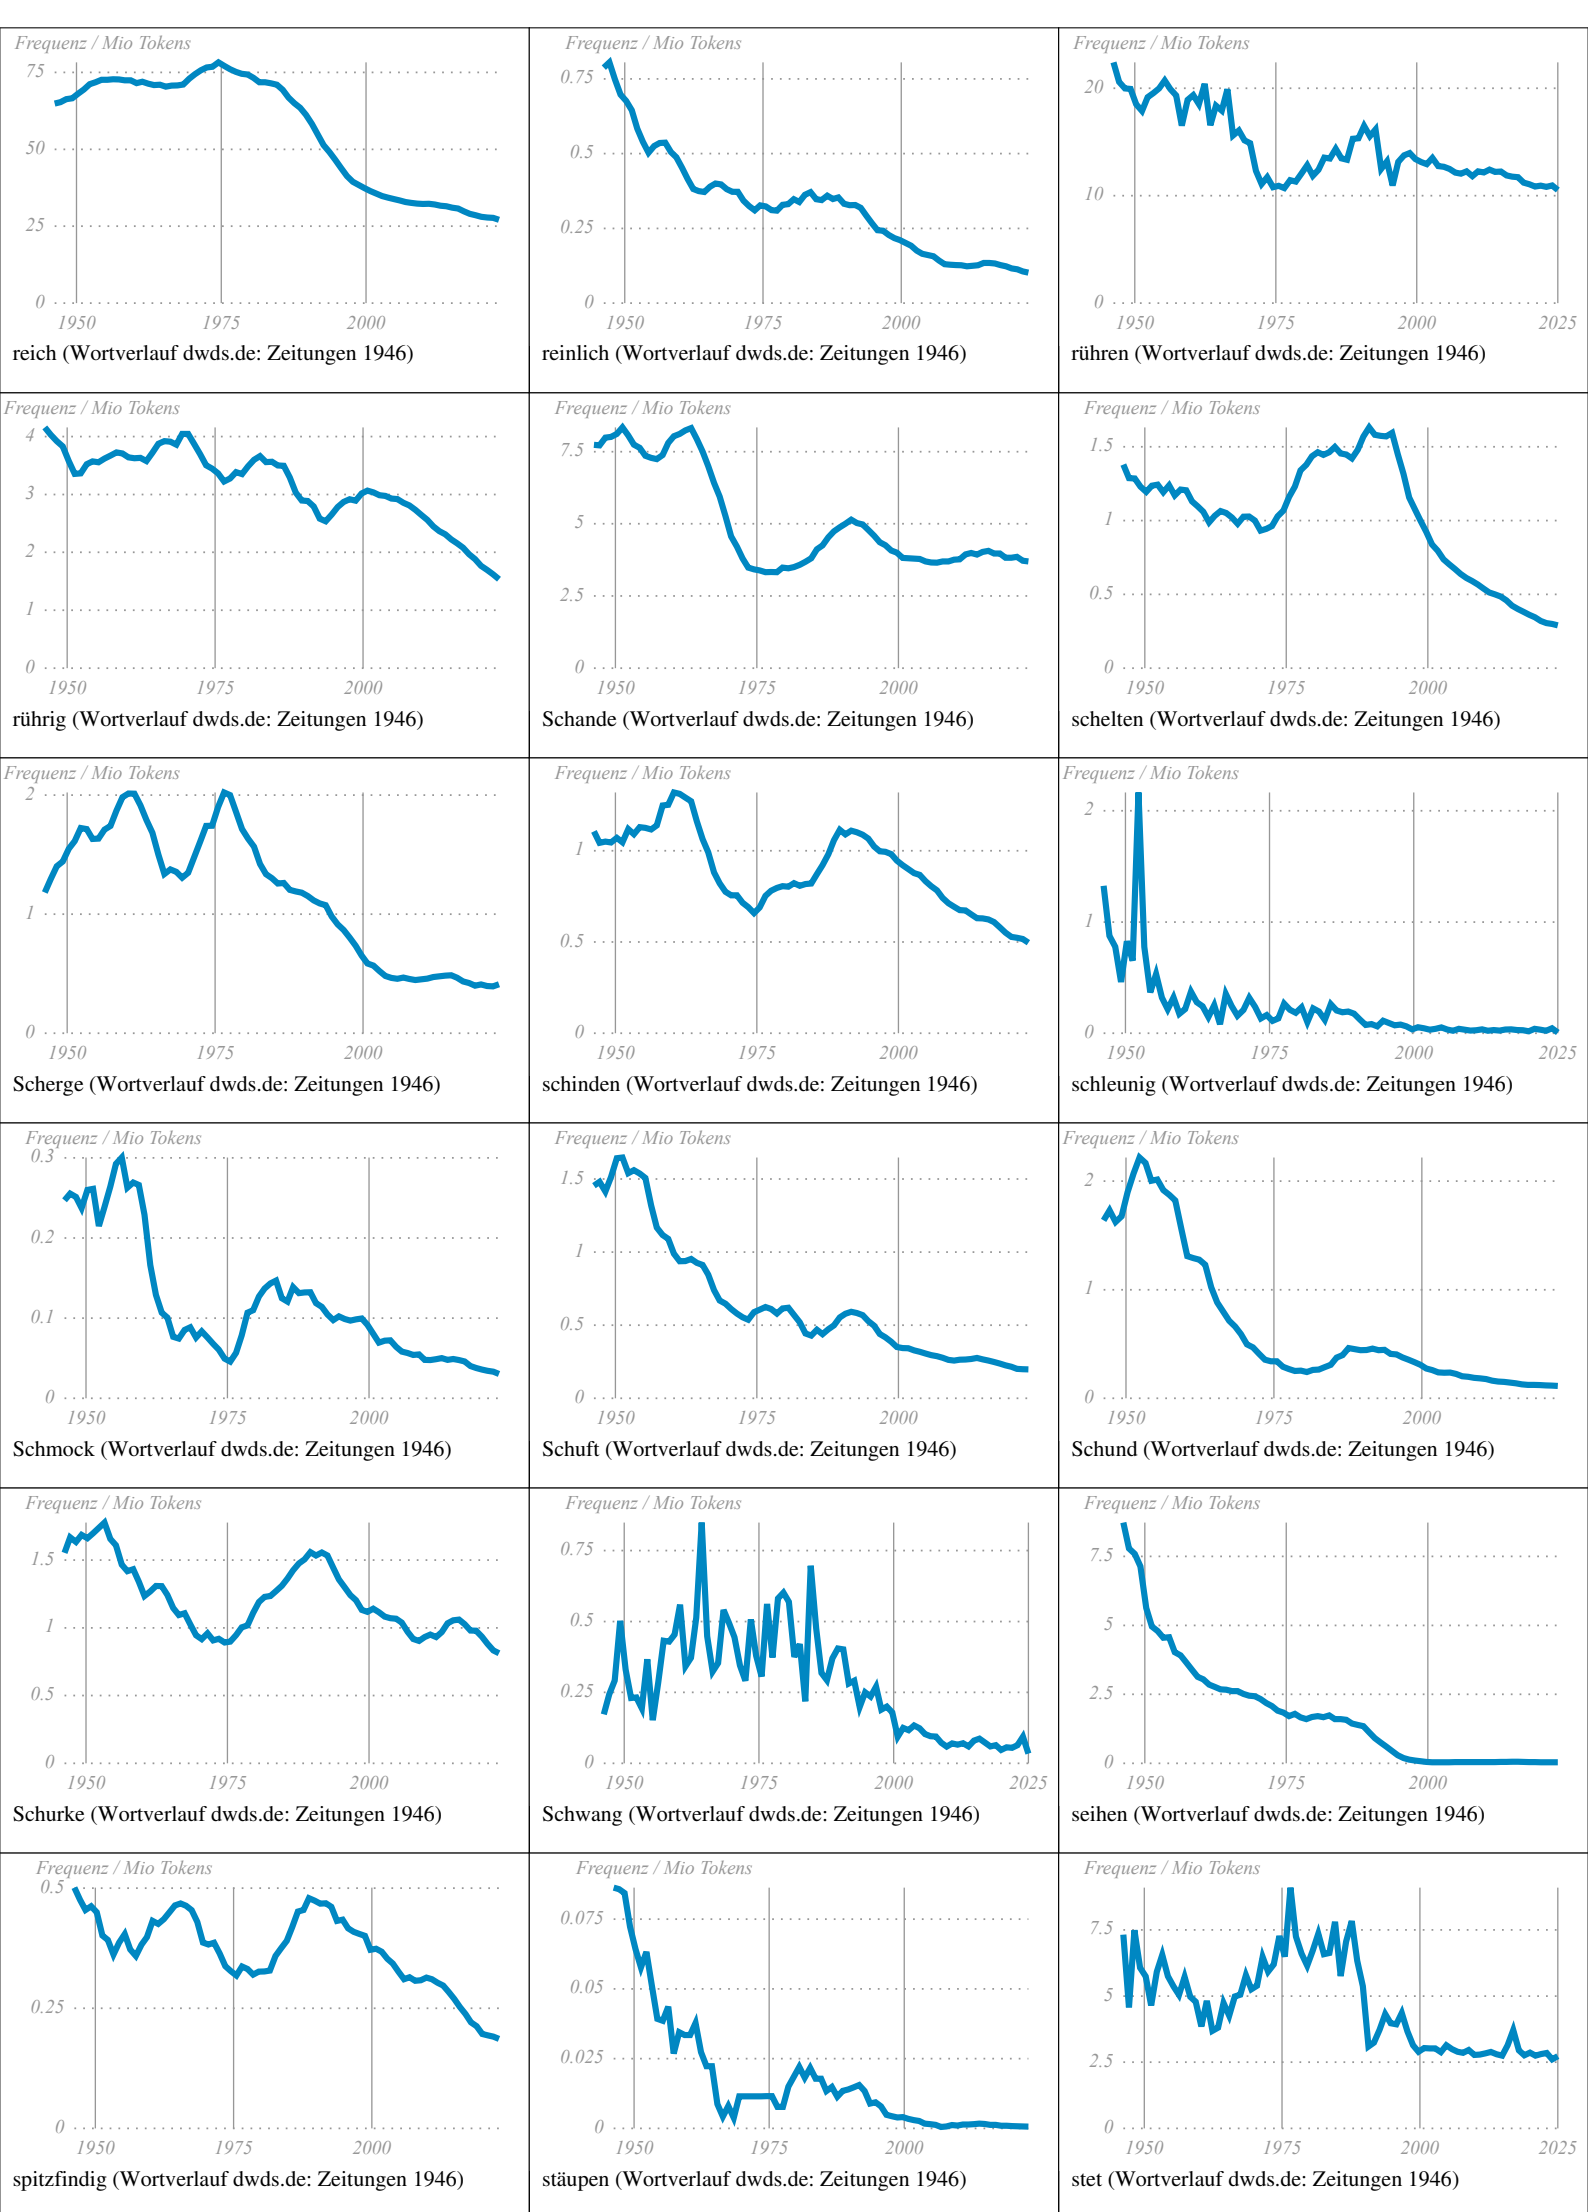 Frequenz / Mio Tokens
75
50
25
0
1950 1975 2000
reich (Wortverlauf dwds.de: Zeitungen 1946)
Frequenz / Mio Tokens
0.75
0.5
0.25
0
1950 1975 2000
reinlich (Wortverlauf dwds.de: Zeitungen 1946)
Frequenz / Mio Tokens
20
10
0
1950 1975 2000 2025
rühren (Wortverlauf dwds.de: Zeitungen 1946)
Frequenz / Mio Tokens
4
3
2
1
0
1950 1975 2000
rührig (Wortverlauf dwds.de: Zeitungen 1946)
Frequenz / Mio Tokens
7.5
5
2.5
0
1950 1975 2000
Schande (Wortverlauf dwds.de: Zeitungen 1946)
Frequenz / Mio Tokens
1.5
1
0.5
0
1950 1975 2000
schelten (Wortverlauf dwds.de: Zeitungen 1946)
Frequenz / Mio Tokens
2
1
0
1950 1975 2000
Scherge (Wortverlauf dwds.de: Zeitungen 1946)
Frequenz / Mio Tokens
1
0.5
0
1950 1975 2000
schinden (Wortverlauf dwds.de: Zeitungen 1946)
Frequenz / Mio Tokens
2
1
0
1950 1975 2000 2025
schleunig (Wortverlauf dwds.de: Zeitungen 1946)
Frequenz / Mio Tokens
0.3
0.2
0.1
0
1950 1975 2000
Schmock (Wortverlauf dwds.de: Zeitungen 1946)
Frequenz / Mio Tokens
1.5
1
0.5
0
1950 1975 2000
Schuft (Wortverlauf dwds.de: Zeitungen 1946)
Frequenz / Mio Tokens
2
1
0
1950 1975 2000
Schund (Wortverlauf dwds.de: Zeitungen 1946)
Frequenz / Mio Tokens
1.5
1
0.5
0
1950 1975 2000
Schurke (Wortverlauf dwds.de: Zeitungen 1946)
Frequenz / Mio Tokens
0.75
0.5
0.25
0
1950 1975 2000 2025
Schwang (Wortverlauf dwds.de: Zeitungen 1946)
Frequenz / Mio Tokens
7.5
5
2.5
0
1950 1975 2000
seihen (Wortverlauf dwds.de: Zeitungen 1946)
Frequenz / Mio Tokens
0.5
0.25
0
1950 1975 2000
spitzfindig (Wortverlauf dwds.de: Zeitungen 1946)
Frequenz / Mio Tokens
0.075
0.05
0.025
0
1950 1975 2000
stäupen (Wortverlauf dwds.de: Zeitungen 1946)
Frequenz / Mio Tokens
7.5
5
2.5
0
1950 1975 2000 2025
stet (Wortverlauf dwds.de: Zeitungen 1946)